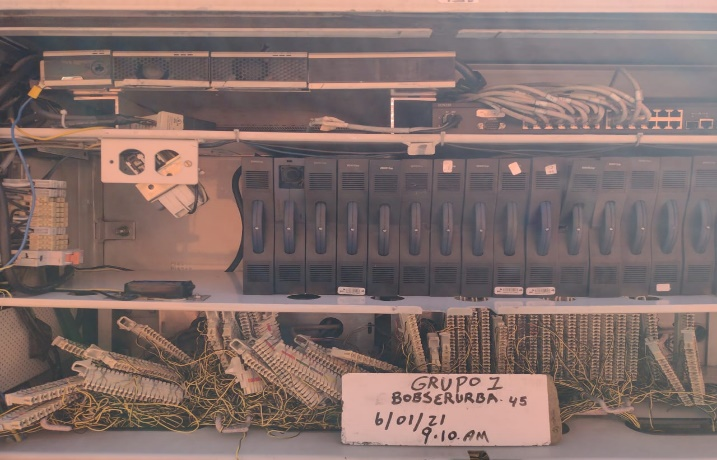 GRUPO I
BOBSERURBA. 45
6/01/21
9.10. AM